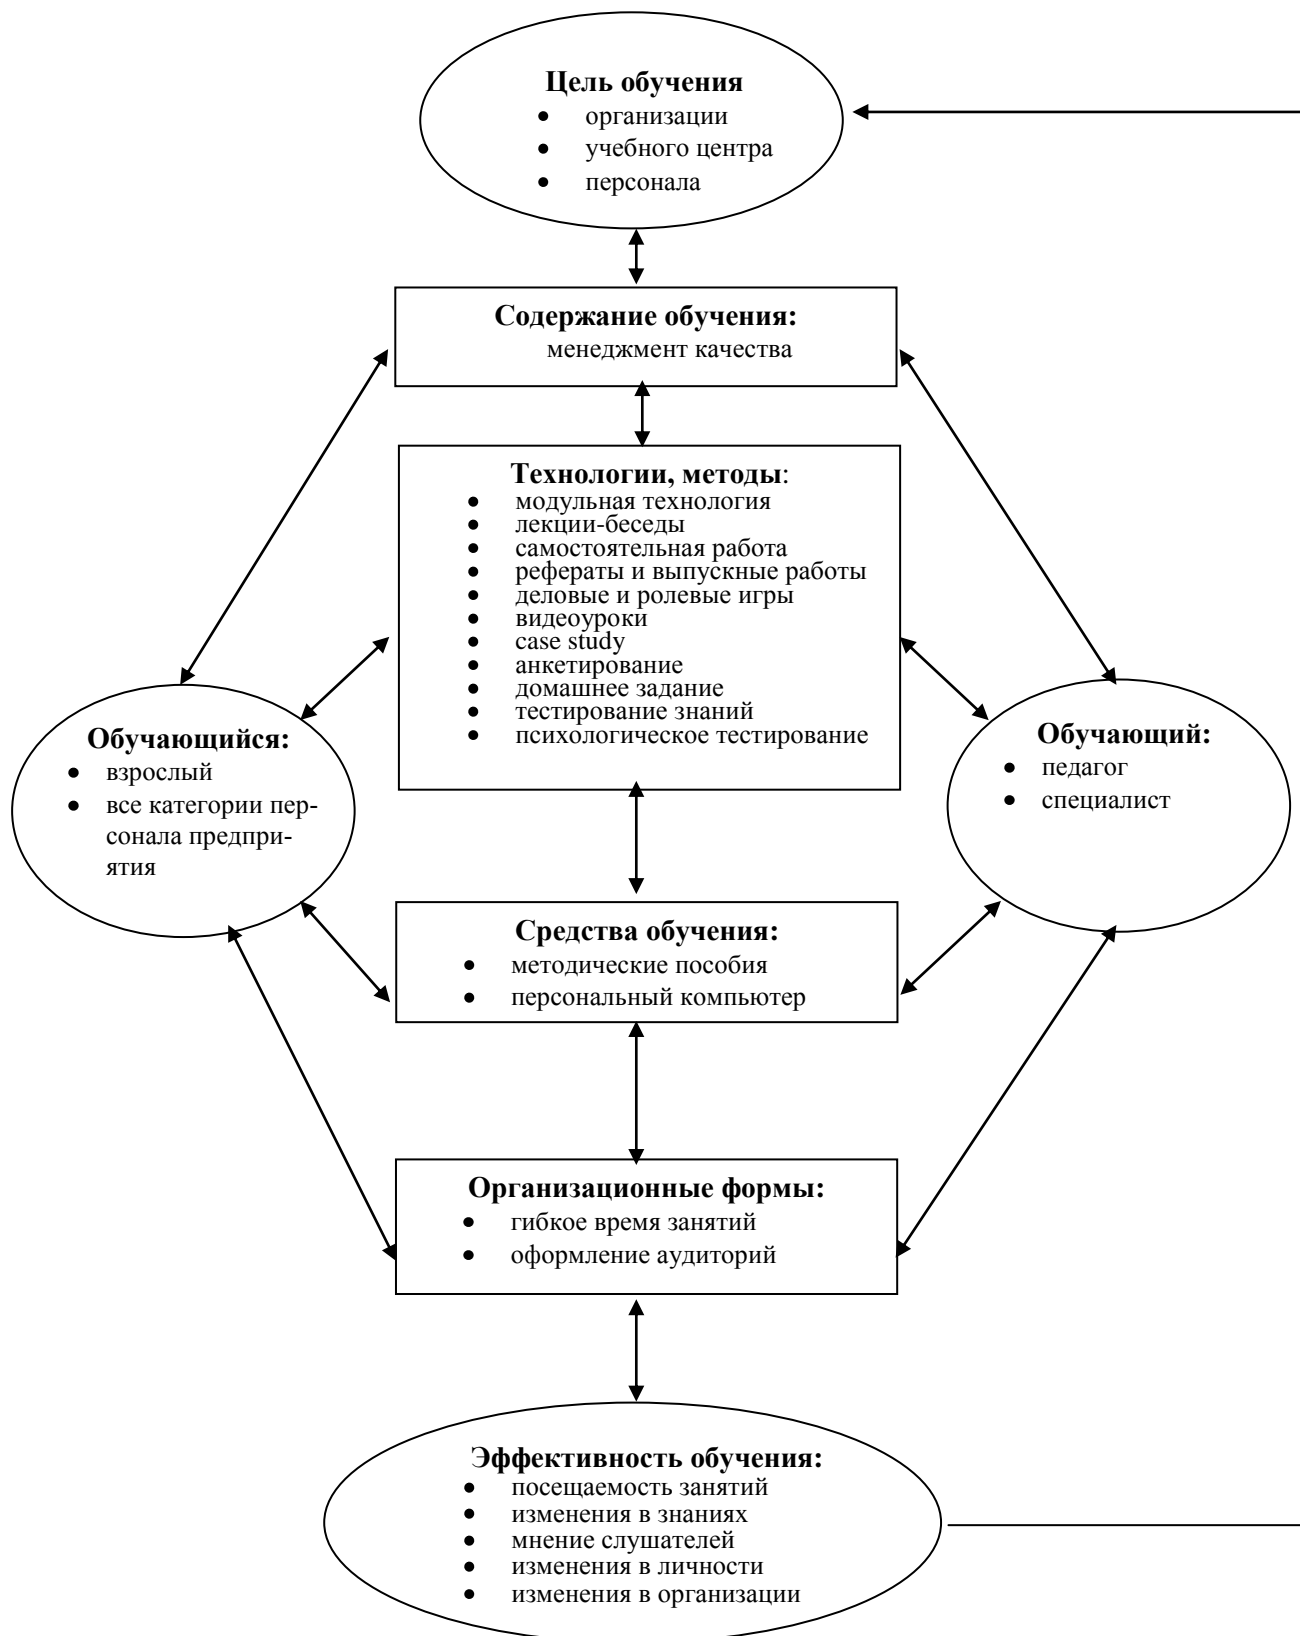 Цель обучения
• организации
• учебного центра
• персонала
Содержание обучения:
менеджмент качества
Технологии, методы:
• модульная технология
• лекции-беседы
• самостоятельная работа
• рефераты и выпускные работы
• деловые и ролевые игры
• видеоуроки
• case study
• анкетирование
• домашнее задание
• тестирование знаний
• психологическое тестирование
Обучающийся:
• взрослый
• все категории пер-
сонала предпри-
ятия
Обучающий:
• педагог
• специалист
Средства обучения:
• методические пособия
• персональный компьютер
Организационные формы:
• гибкое время занятий
• оформление аудиторий
Эффективность обучения:
• посещаемость занятий
• изменения в знаниях
• мнение слушателей
• изменения в личности
• изменения в организации